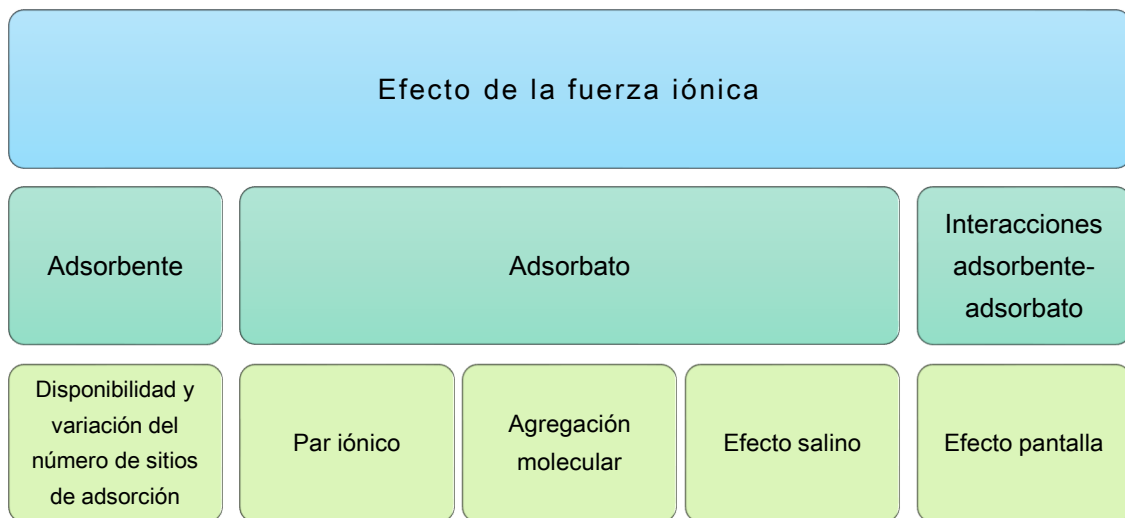 Efecto de la fuerza iónica
Adsorbente
Adsorbato
Interacciones
adsorbente-
adsorbato
Disponibilidad y
variación del
número de sitios
de adsorción
Par iónico
Agregación
molecular
Efecto salino
Efecto pantalla